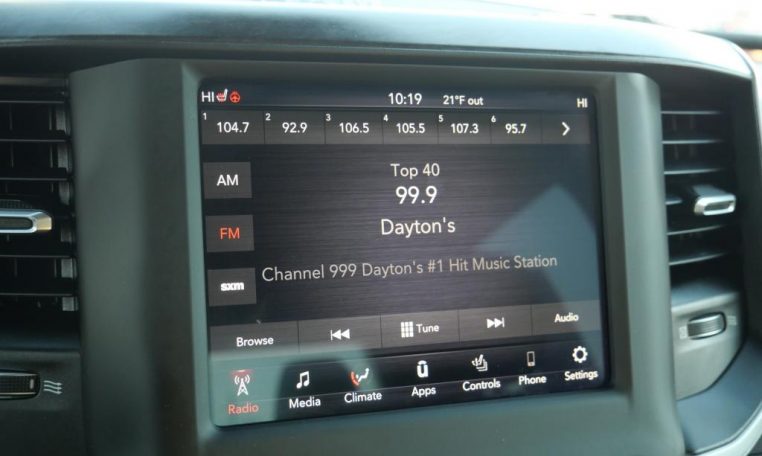 HI 10:19 21°F out HI
1 104.7 2 92.9 3 106.5 4 105.5 5 107.3 6 95.7
AM
Top 40
99.9
FM
Dayton's
Channel 999 Dayton's #1 Hit Music Station
sxm
Browse Tune Audio
Radio Media Climate Apps Controls Phone Settings